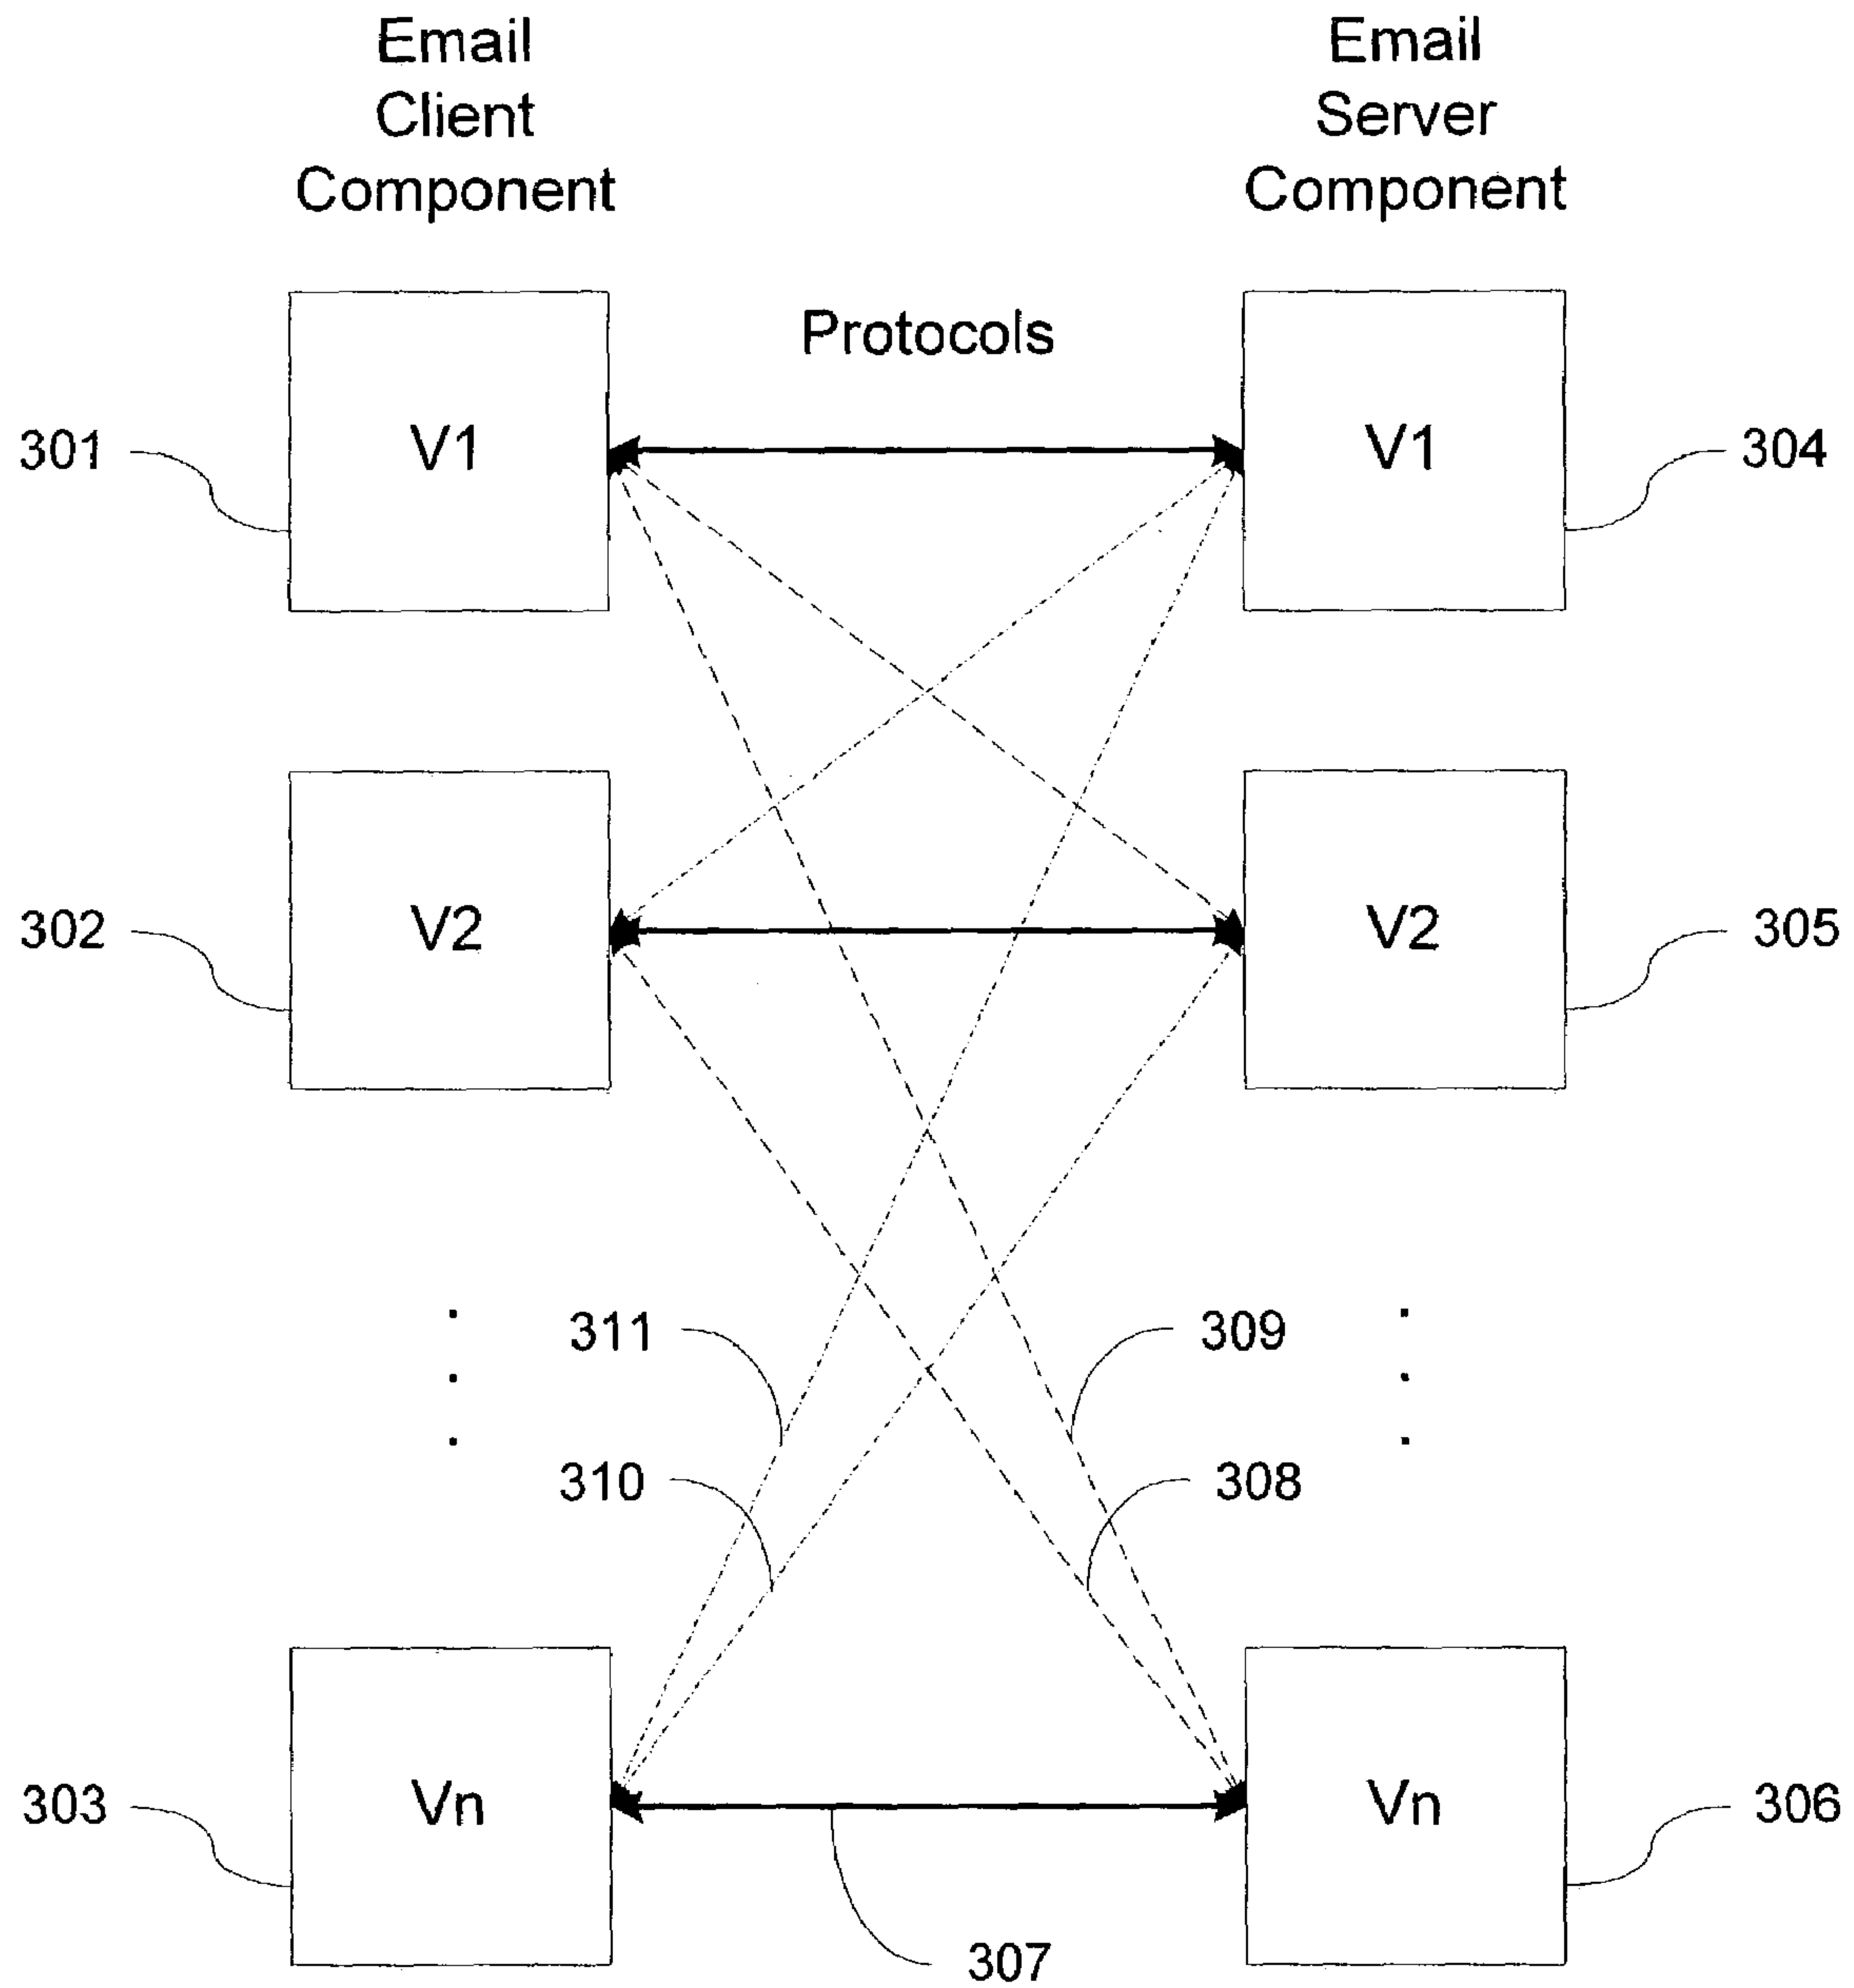 Email
Client
Component
Email
Server
Component
Protocols
301
V1
V1
304
302
V2
V2
305
311
309
310
308
303
Vn
Vn
306
307